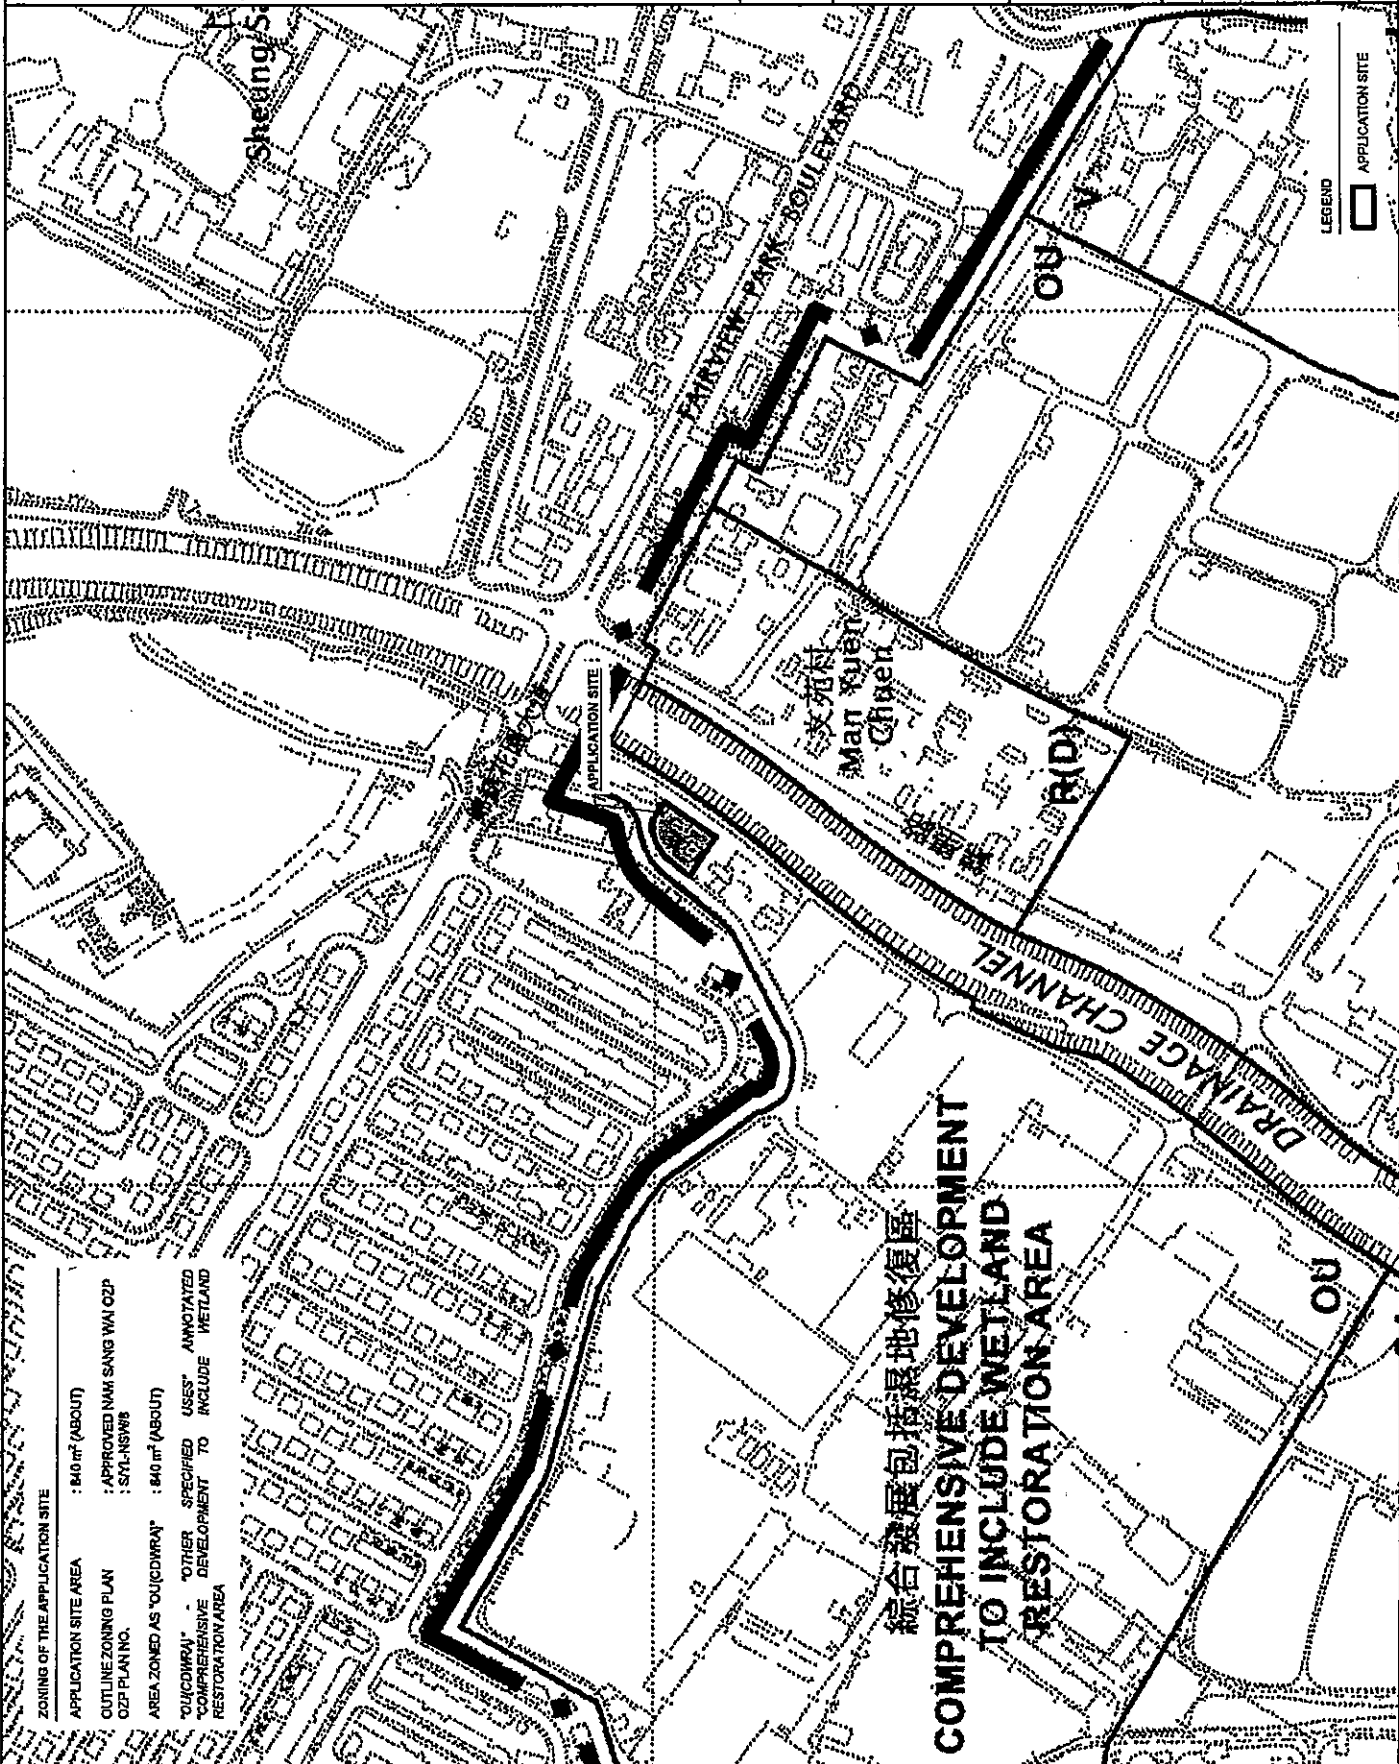 ZONING OF THE APPLICATION SITE
APPLICATION SITE AREA : 840 m² (ABOUT)
OUTLINE ZONING PLAN : APPROVED NAM SANG WAI OZP
OZP PLAN NO. : S/YL-NSW/8
AREA ZONED AS "OU(CDWRA)" : 840 m² (ABOUT)
"OU(CDWRA)" - "OTHER SPECIFIED USES" ANNOTATED
"COMPREHENSIVE DEVELOPMENT TO INCLUDE WETLAND
RESTORATION AREA
Sheung
FAIRVIEW PARK BOULEVARD
APPLICATION SITE
文苑村
Man Yuen
Chuen
R(D)
OU
V
DRAINAGE CHANNEL
綜合發展包括濕地修復區
COMPREHENSIVE DEVELOPMENT
TO INCLUDE WETLAND
RESTORATION AREA
OU
LEGEND
APPLICATION SITE